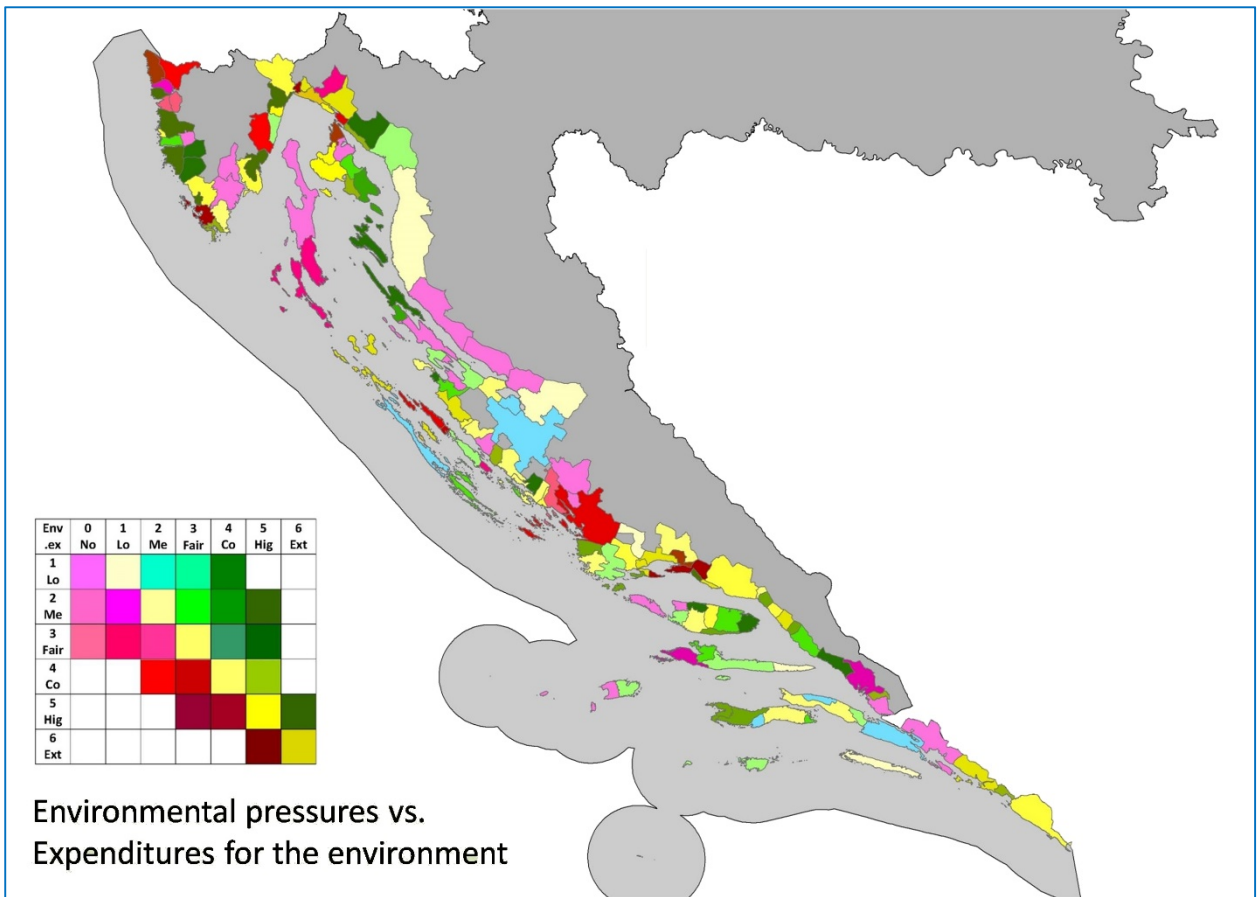 Env 0 1 2 3 4 5 6
.ex No Lo Me Fair Co Hig Ext
1
Lo
2
Me
3
Fair
4
Co
5
Hig
6
Ext
Environmental pressures vs.
Expenditures for the environment